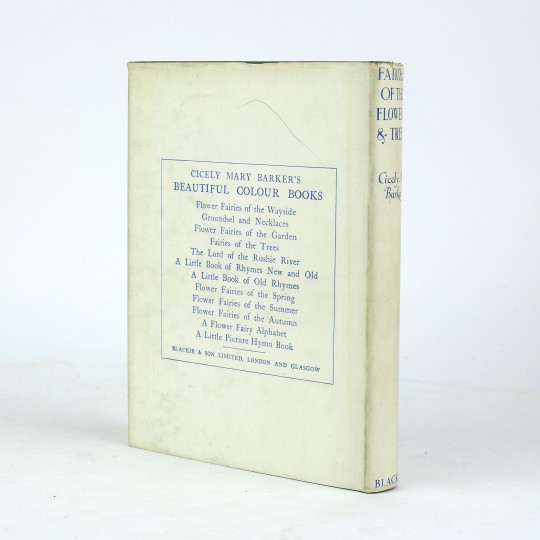 CICELY MARY BARKER'S
BEAUTIFUL COLOUR BOOKS
Flower Fairies of the Wayside
Groundsel and Necklaces
Flower Fairies of the Garden
Fairies of the Trees
The Lord of the Rushie River
A Little Book of Rhymes New and Old
A Little Book of Old Rhymes
Flower Fairies of the Spring
Flower Fairies of the Summer
Flower Fairies of the Autumn
A Flower Fairy Alphabet
A Little Picture Hymn Book
BLACKIE & SON LIMITED, LONDON AND GLASGOW
OF
&
Cicely